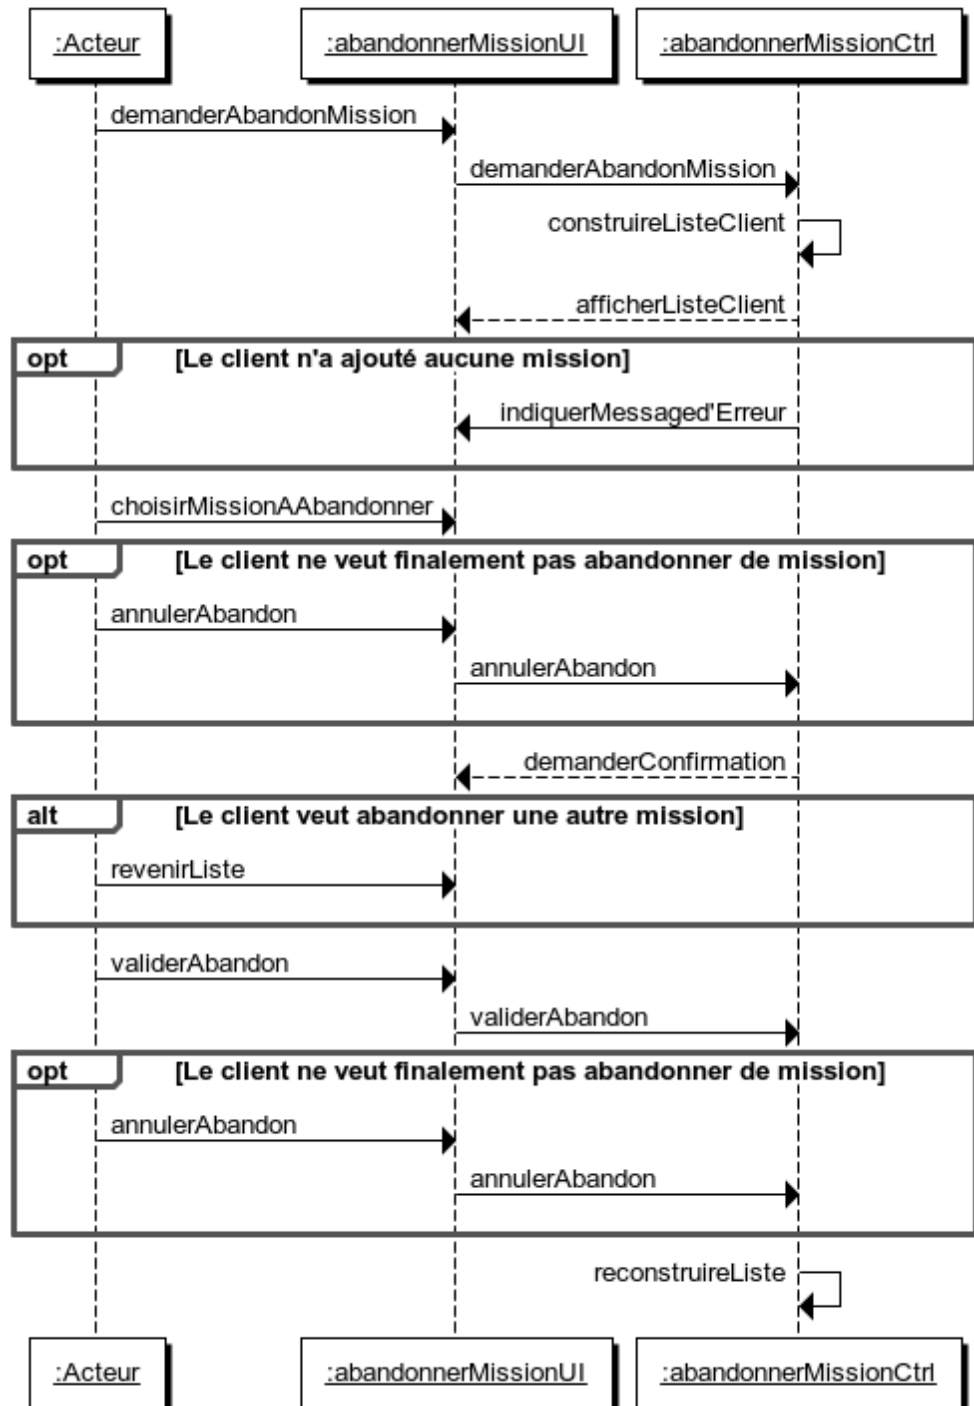 :Acteur
:abandonnerMissionUI
:abandonnerMissionCtrl
demanderAbandonMission
demanderAbandonMission
construireListeClient
afficherListeClient
opt [Le client n'a ajouté aucune mission]
indiquerMessaged'Erreur
choisirMissionAAbandonner
opt [Le client ne veut finalement pas abandonner de mission]
annulerAbandon
annulerAbandon
demanderConfirmation
alt [Le client veut abandonner une autre mission]
revenirListe
validerAbandon
validerAbandon
opt [Le client ne veut finalement pas abandonner de mission]
annulerAbandon
annulerAbandon
reconstruireListe
:Acteur
:abandonnerMissionUI
:abandonnerMissionCtrl